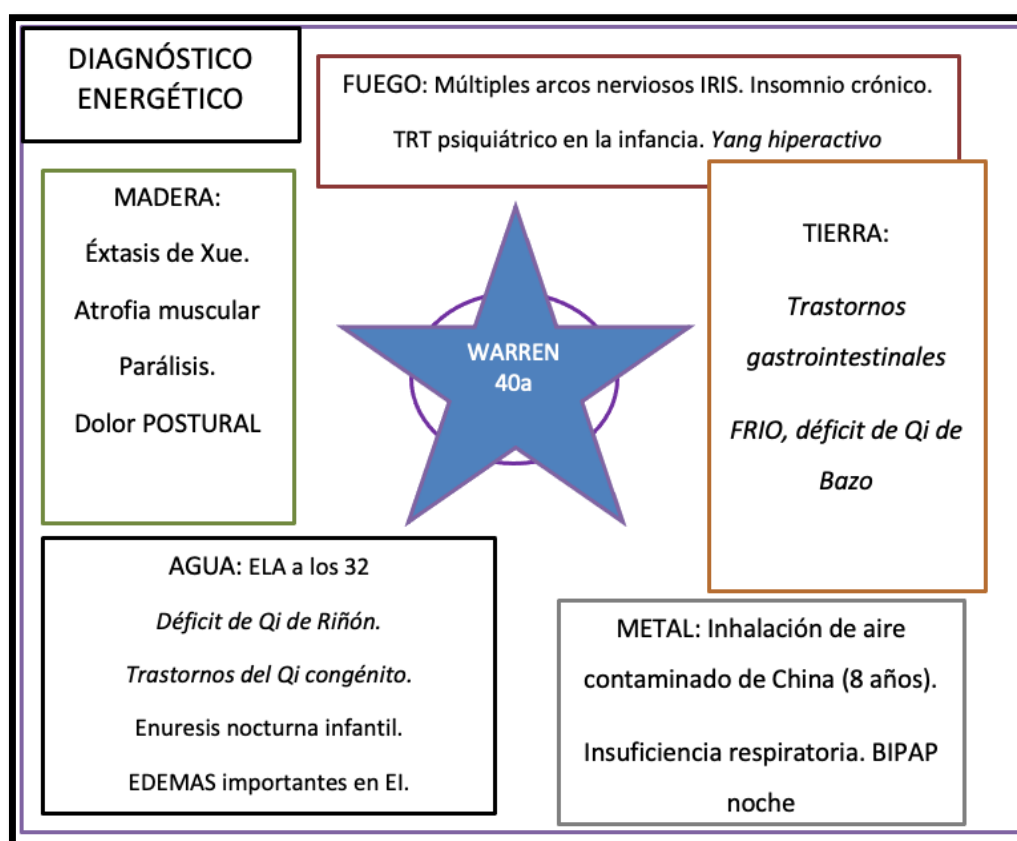 DIAGNÓSTICO
ENERGÉTICO
FUEGO: Múltiples arcos nerviosos IRIS. Insomnio crónico.
TRT psiquiátrico en la infancia. Yang hiperactivo
MADERA:
Éxtasis de Xue.
Atrofia muscular
Parálisis.
Dolor POSTURAL
WARREN
40a
TIERRA:
Trastornos
gastrointestinales
FRIO, déficit de Qi de
Bazo
AGUA: ELA a los 32
Déficit de Qi de Riñón.
Trastornos del Qi congénito.
Enuresis nocturna infantil.
EDEMAS importantes en EI.
METAL: Inhalación de aire
contaminado de China (8 años).
Insuficiencia respiratoria. BIPAP
noche